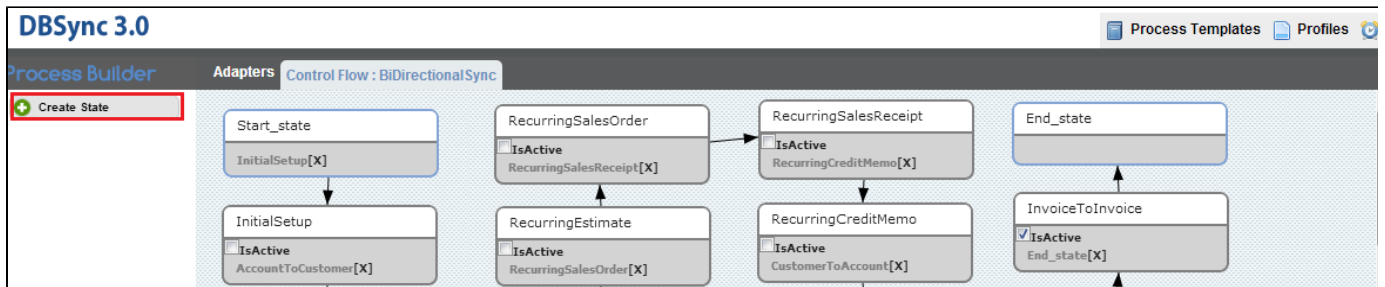 DBSync 3.0
Process Templates Profiles
Process Builder
Adapters Control Flow : BiDirectionalSync
Create State
Start_state
InitialSetup[X]
RecurringSalesOrder
IsActive
RecurringSalesReceipt[X]
RecurringSalesReceipt
IsActive
RecurringCreditMemo[X]
End_state
InitialSetup
IsActive
AccountToCustomer[X]
RecurringEstimate
IsActive
RecurringSalesOrder[X]
RecurringCreditMemo
IsActive
CustomerToAccount[X]
InvoiceToInvoice
IsActive
End_state[X]